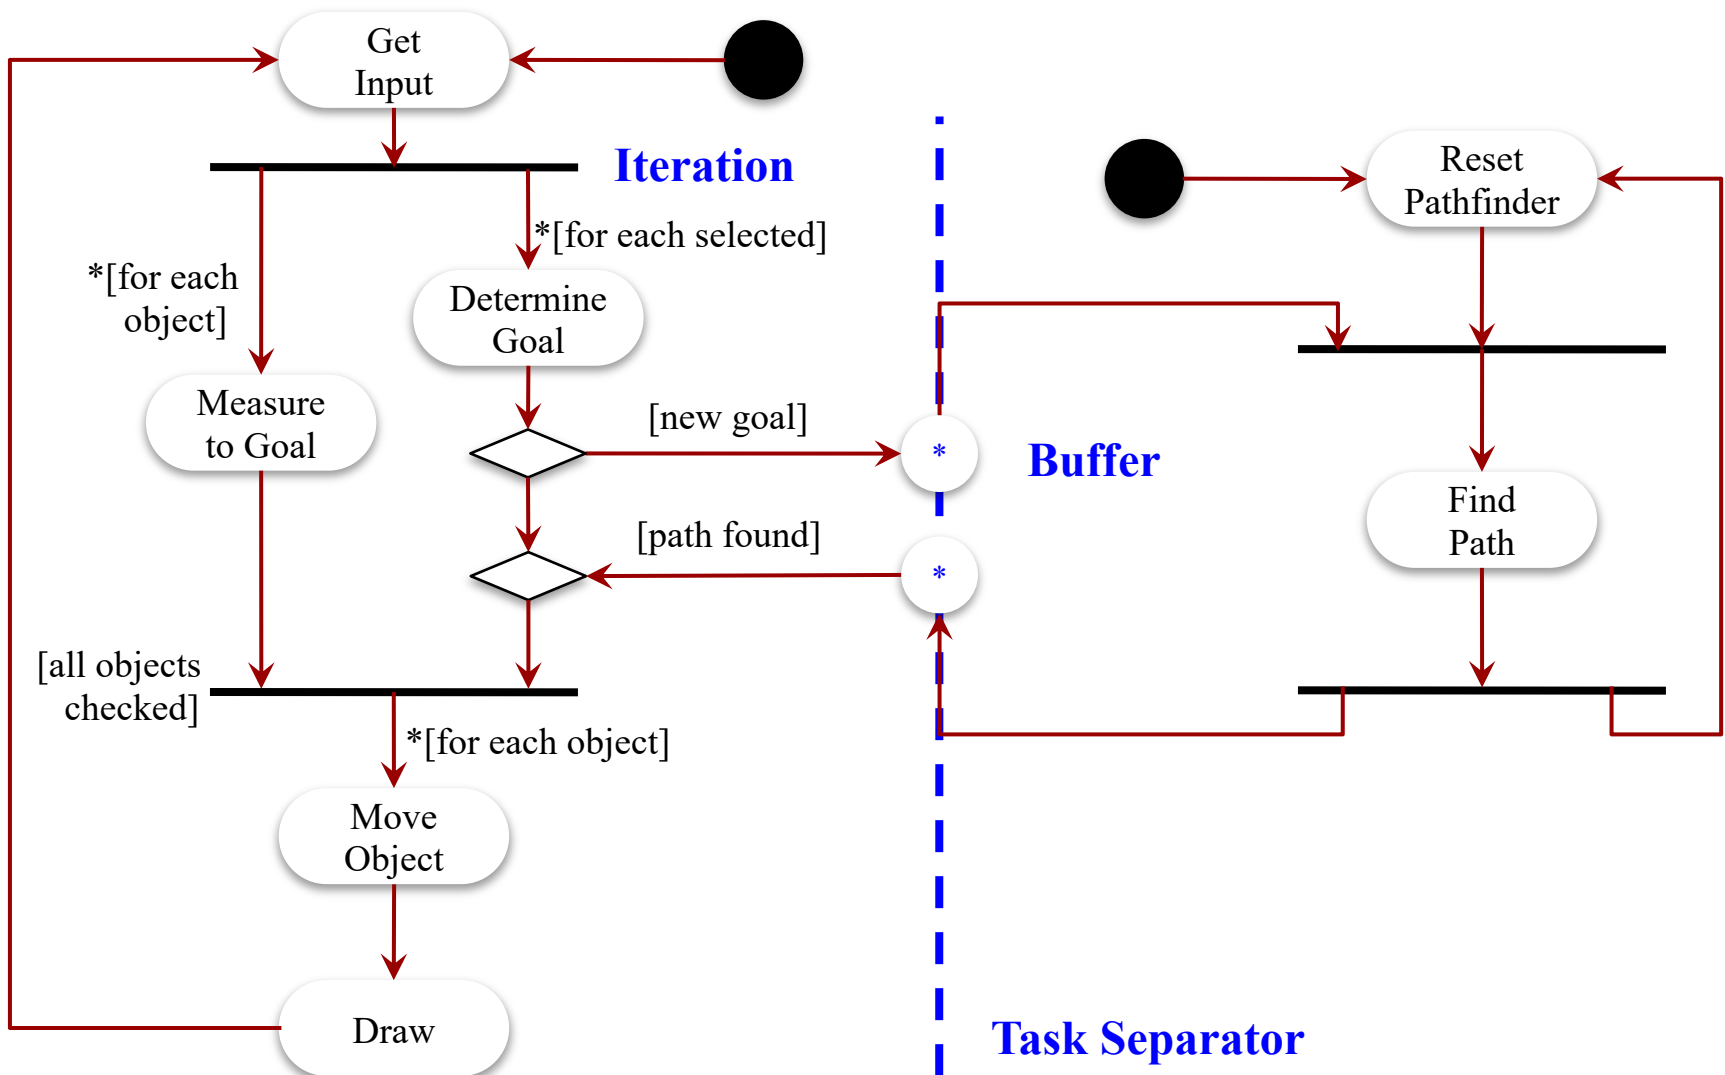 Get
Input
Iteration
Reset
Pathfinder
*[for each selected]
*[for each
object]
Determine
Goal
Measure
to Goal
[new goal]
*
Buffer
Find
Path
[path found]
*
[all objects
checked]
*[for each object]
Move
Object
Draw
Task Separator